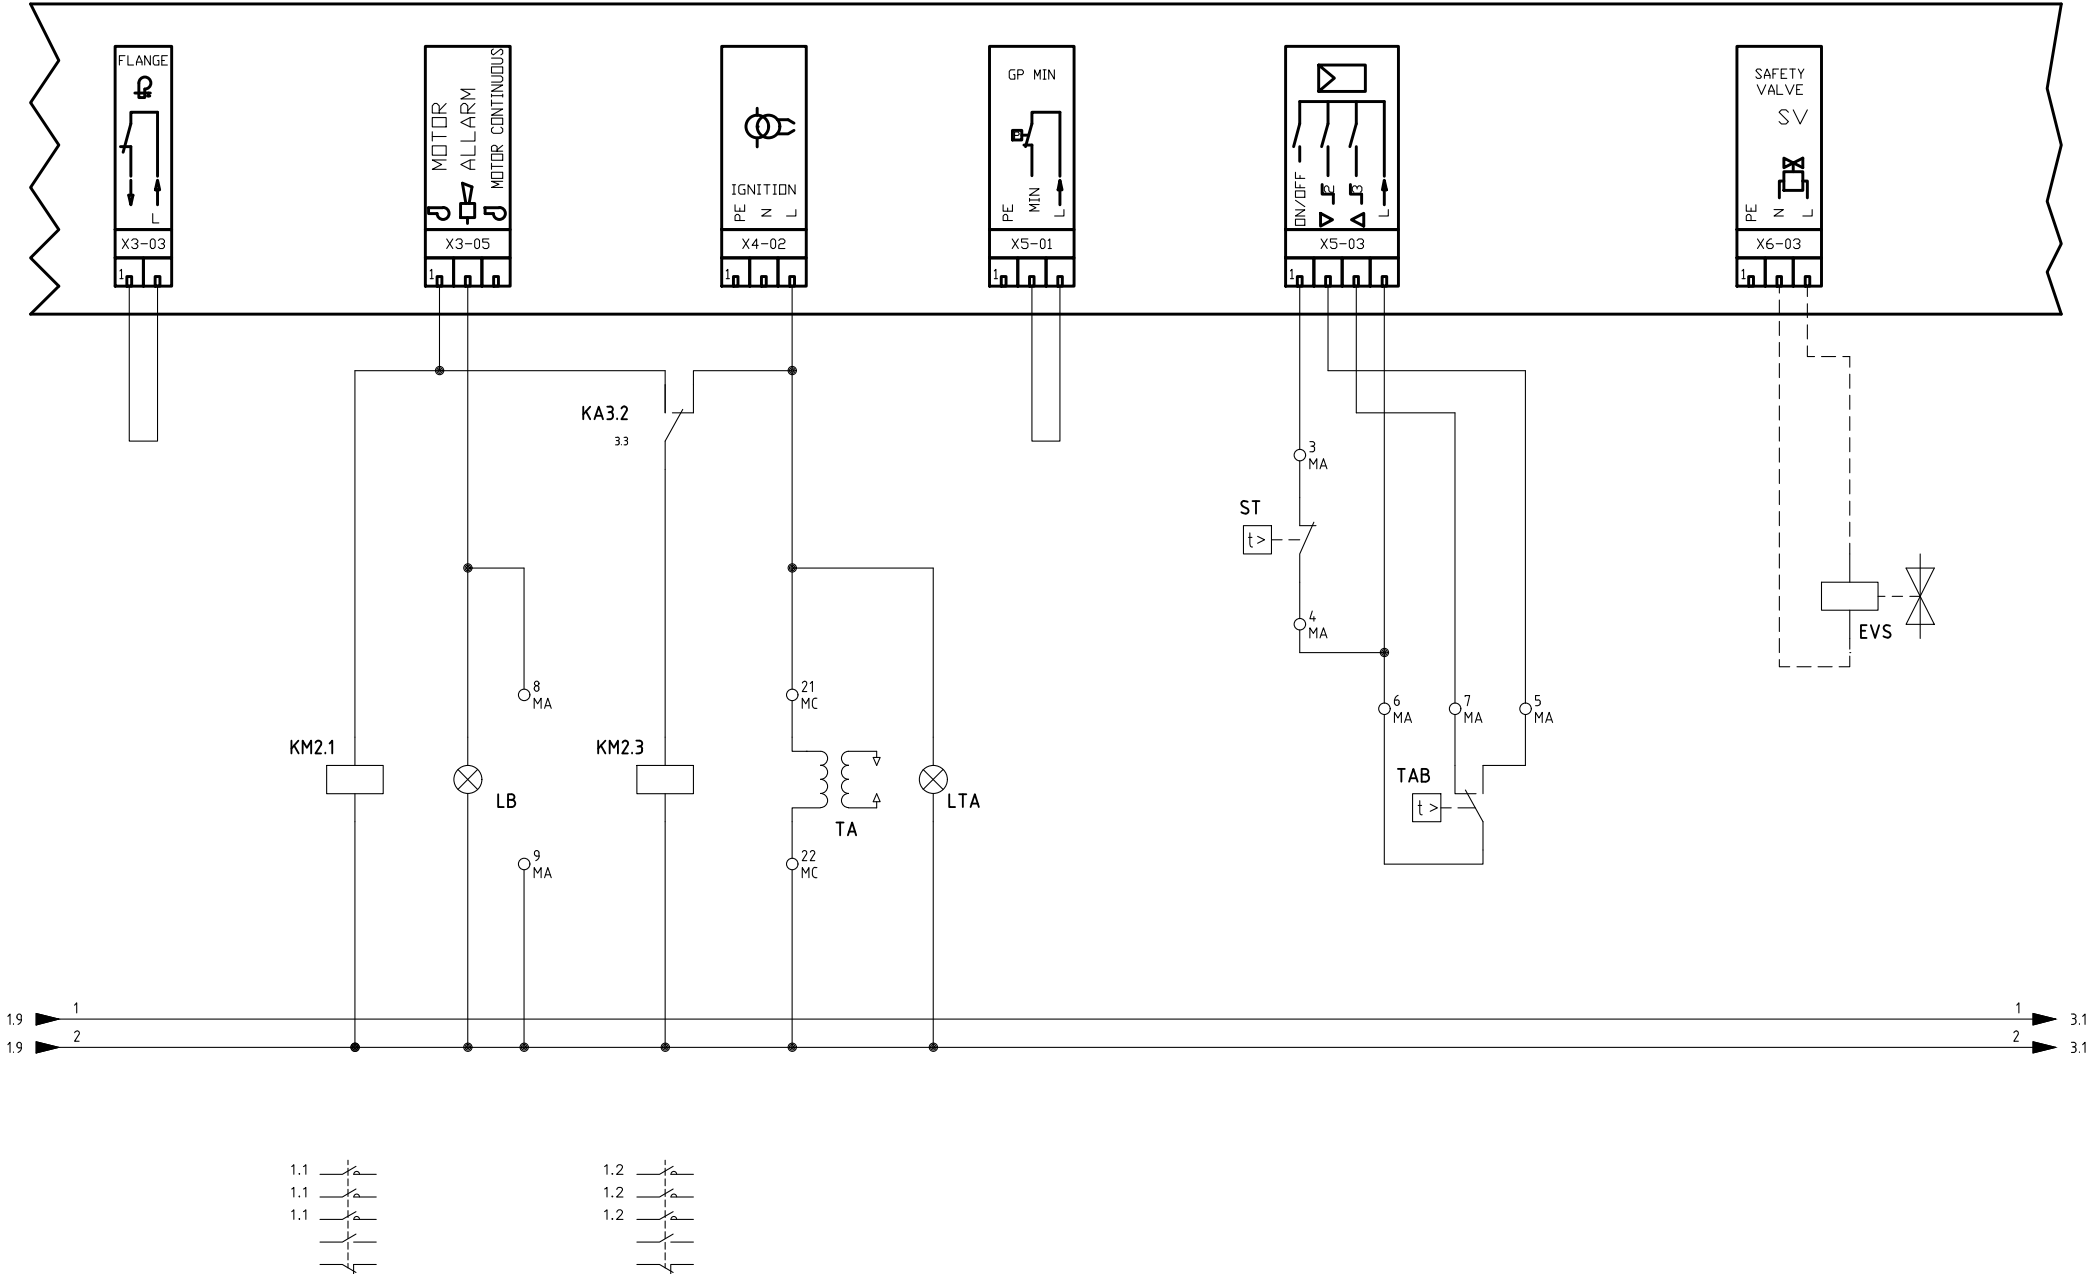 FLANGE
L
X3-03
1
MOTOR
ALLARM
MOTOR CONTINUOUS
X3-05
1
IGNITION
PE
N
L
X4-02
1
GP MIN
P
PE
MIN
L
X5-01
1
ON/OFF
2
3
L
X5-03
1
SAFETY
VALVE
SV
PE
N
L
X6-03
1
KA3.2
3.3
3
MA
ST
t>
4
MA
EVS
8
MA
21
MC
6
MA
7
MA
5
MA
KM2.1
KM2.3
LB
LTA
TAB
t >
TA
9
MA
22
MC
1.9
1
1
3.1
1.9
2
2
3.1
1.1
1.2
1.1
1.2
1.1
1.2